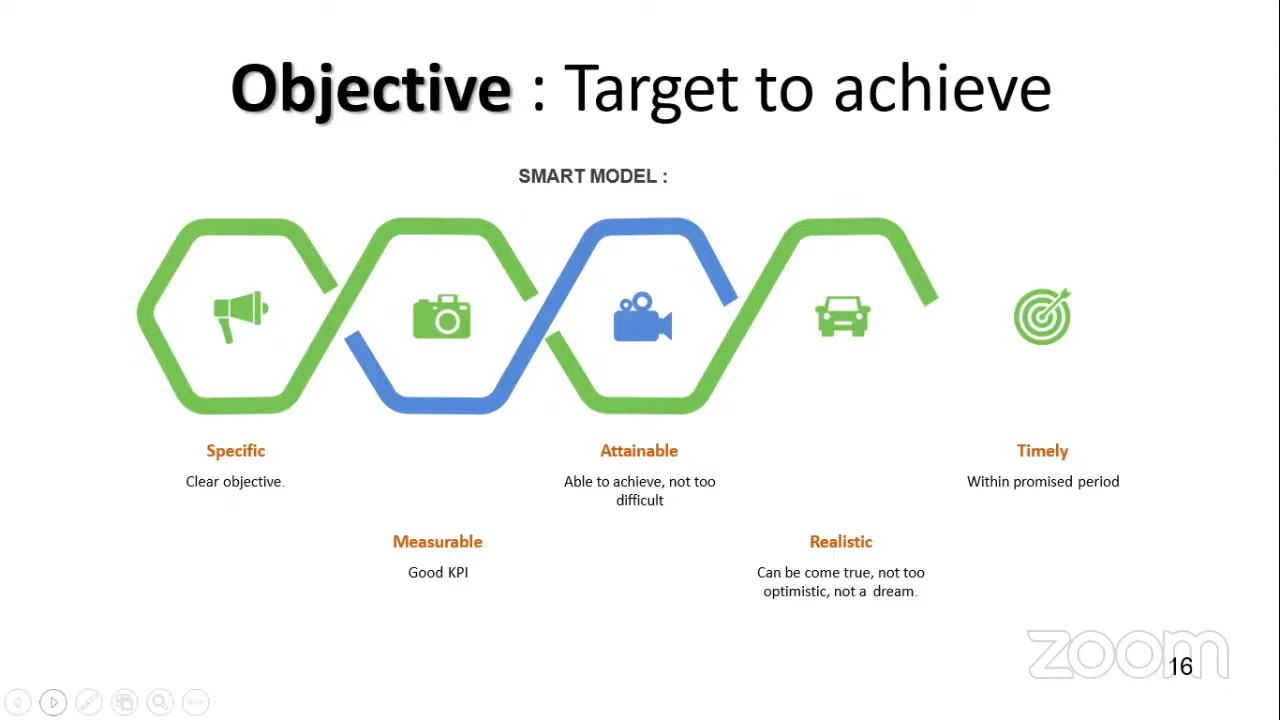 Objective : Target to achieve
SMART MODEL :
Specific
Clear objective.
Measurable
Good KPI
Attainable
Able to achieve, not too
difficult
Realistic
Can be come true, not too
optimistic, not a dream.
Timely
Within promised period
zoom
16